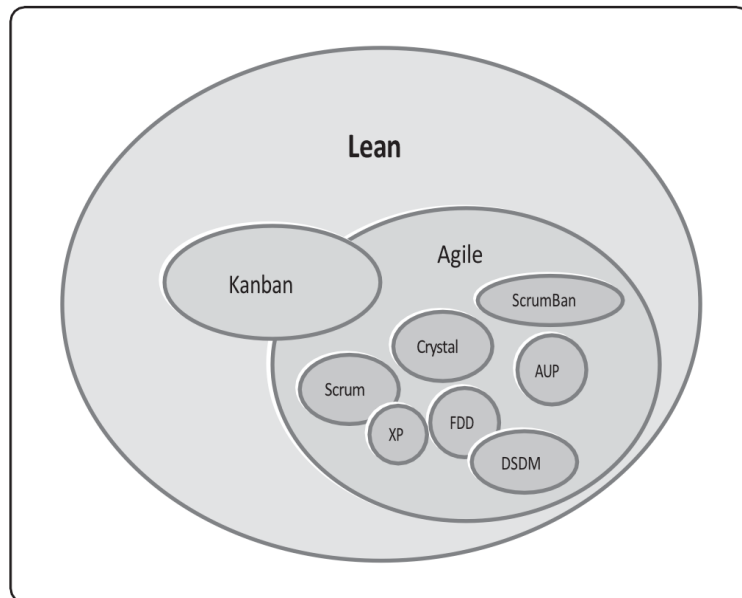 Lean
Agile
Kanban
ScrumBan
Crystal
AUP
Scrum
FDD
XP
DSDM